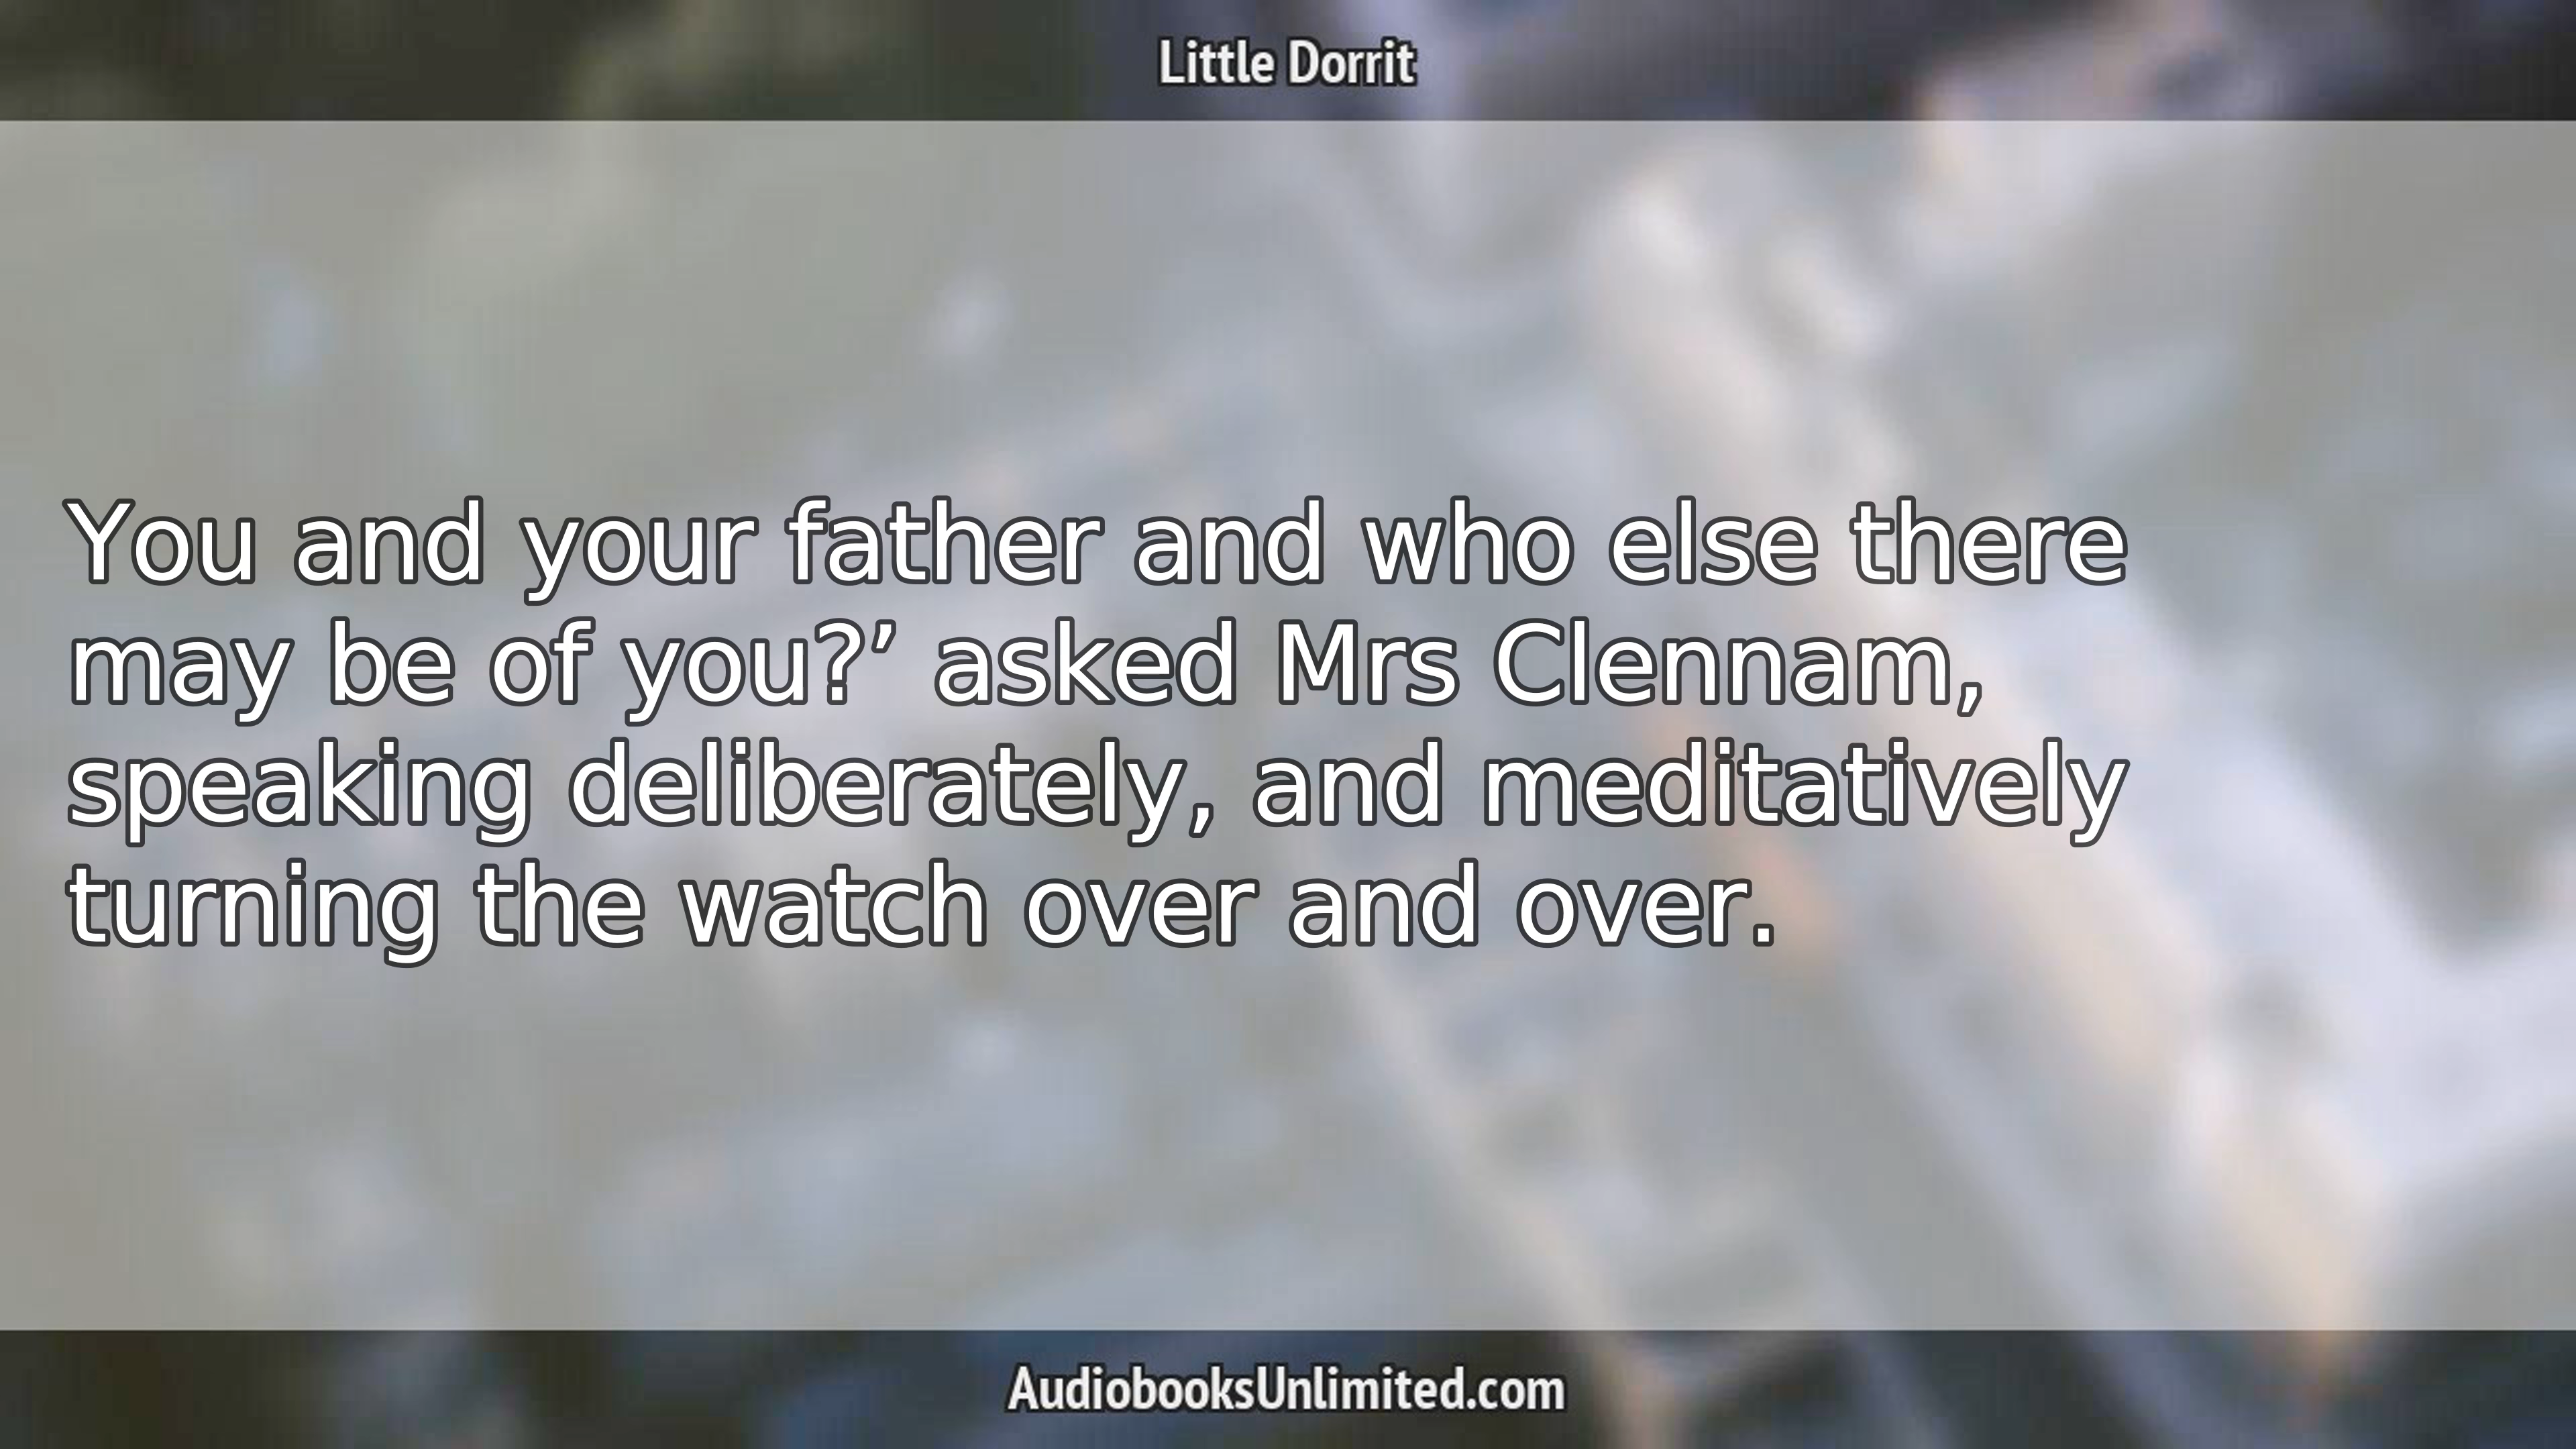 Little Dorrit
You and your father and who else there
may be of you?’ asked Mrs Clennam,
speaking deliberately, and meditatively
turning the watch over and over.
AudiobooksUnlimited.com